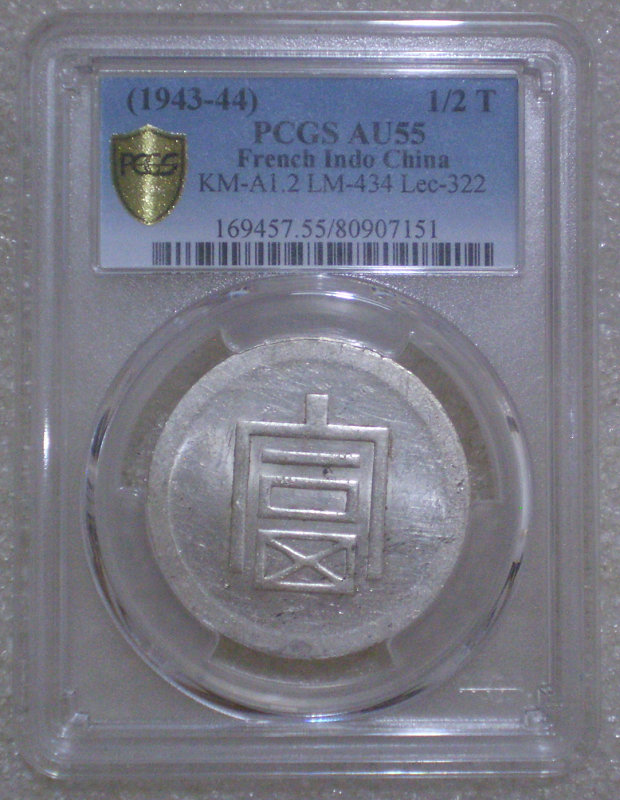 (1943-44) 1/2 T
PCGS AU55
French Indo China
PCGS
KM-A1.2 LM-434 Lec-322
169457.55/80907151
富